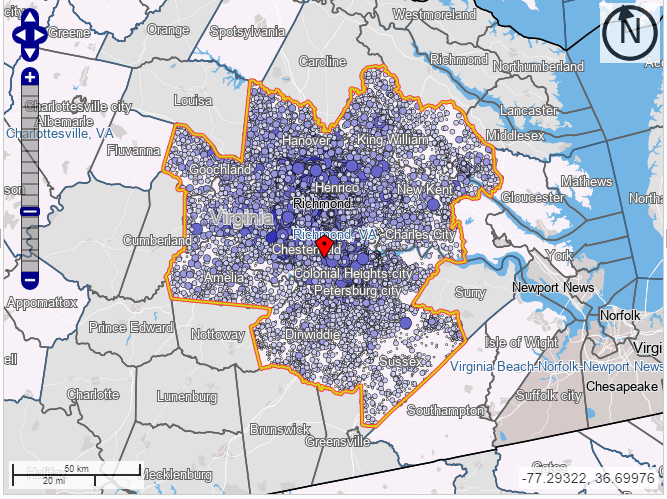 city
Greene
Orange
Spotsylvania
Westmoreland
N
Caroline
Richmond
Northumberland
Louisa
Charlottesville city
Albemarle
Charlottesville, VA
Lancaster
Middlesex
Fluvanna
Hanover
King William
Goochland
Henrico
New Kent
Mathews
Gloucester
Richmond
Virginia
Richmond, VA
Charles City
Cumberland
Chesterfield
York
Amelia
Colonial Heights city
Petersburg city
Surry
Newport News
Appomattox
Norfolk
Prince Edward
Nottoway
Dinwiddie
Isle of Wight
Sussex
Virginia Beach-Norfolk-Newport News
Charlotte
Lunenburg
Suffolk city
Chesapeake
Southampton
Brunswick
Greensville
50 km
20 mi
Mecklenburg
Gates
-77.29322, 36.69976